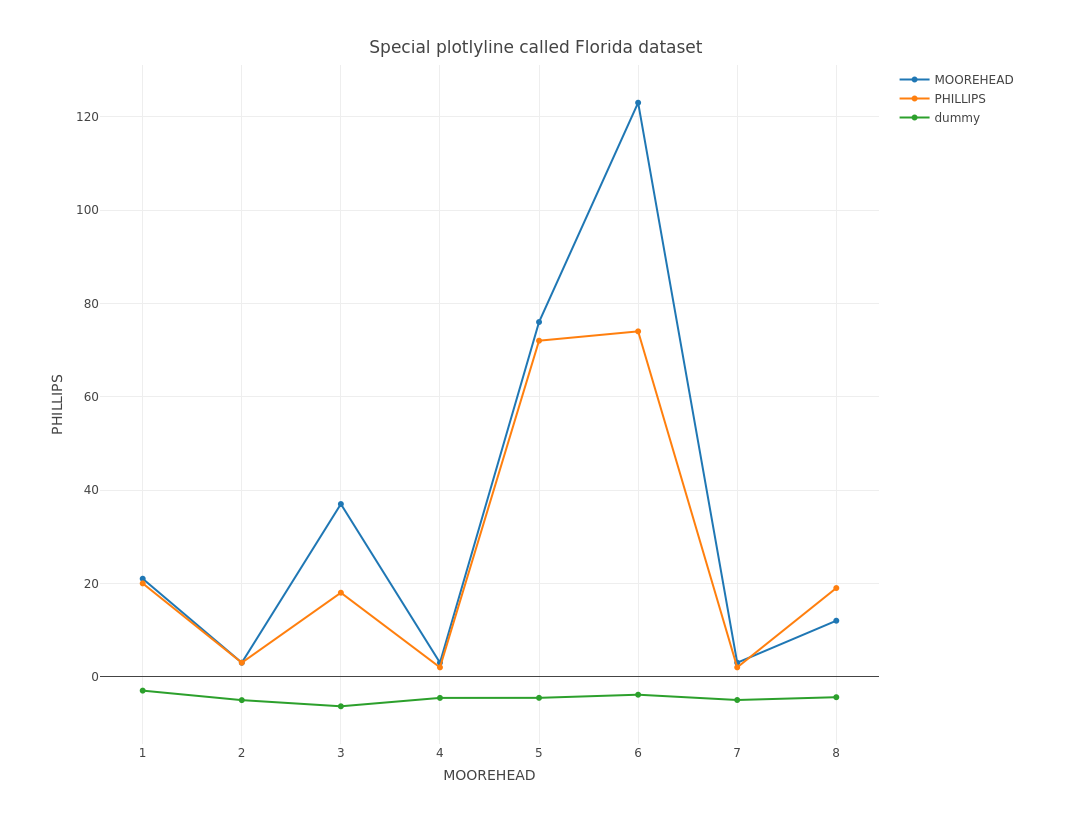 Special plotlyline called Florida dataset
MOOREHEAD
PHILLIPS
dummy
120
100
80
60
40
20
0
PHILLIPS
1 2 3 4 5 6 7 8
MOOREHEAD